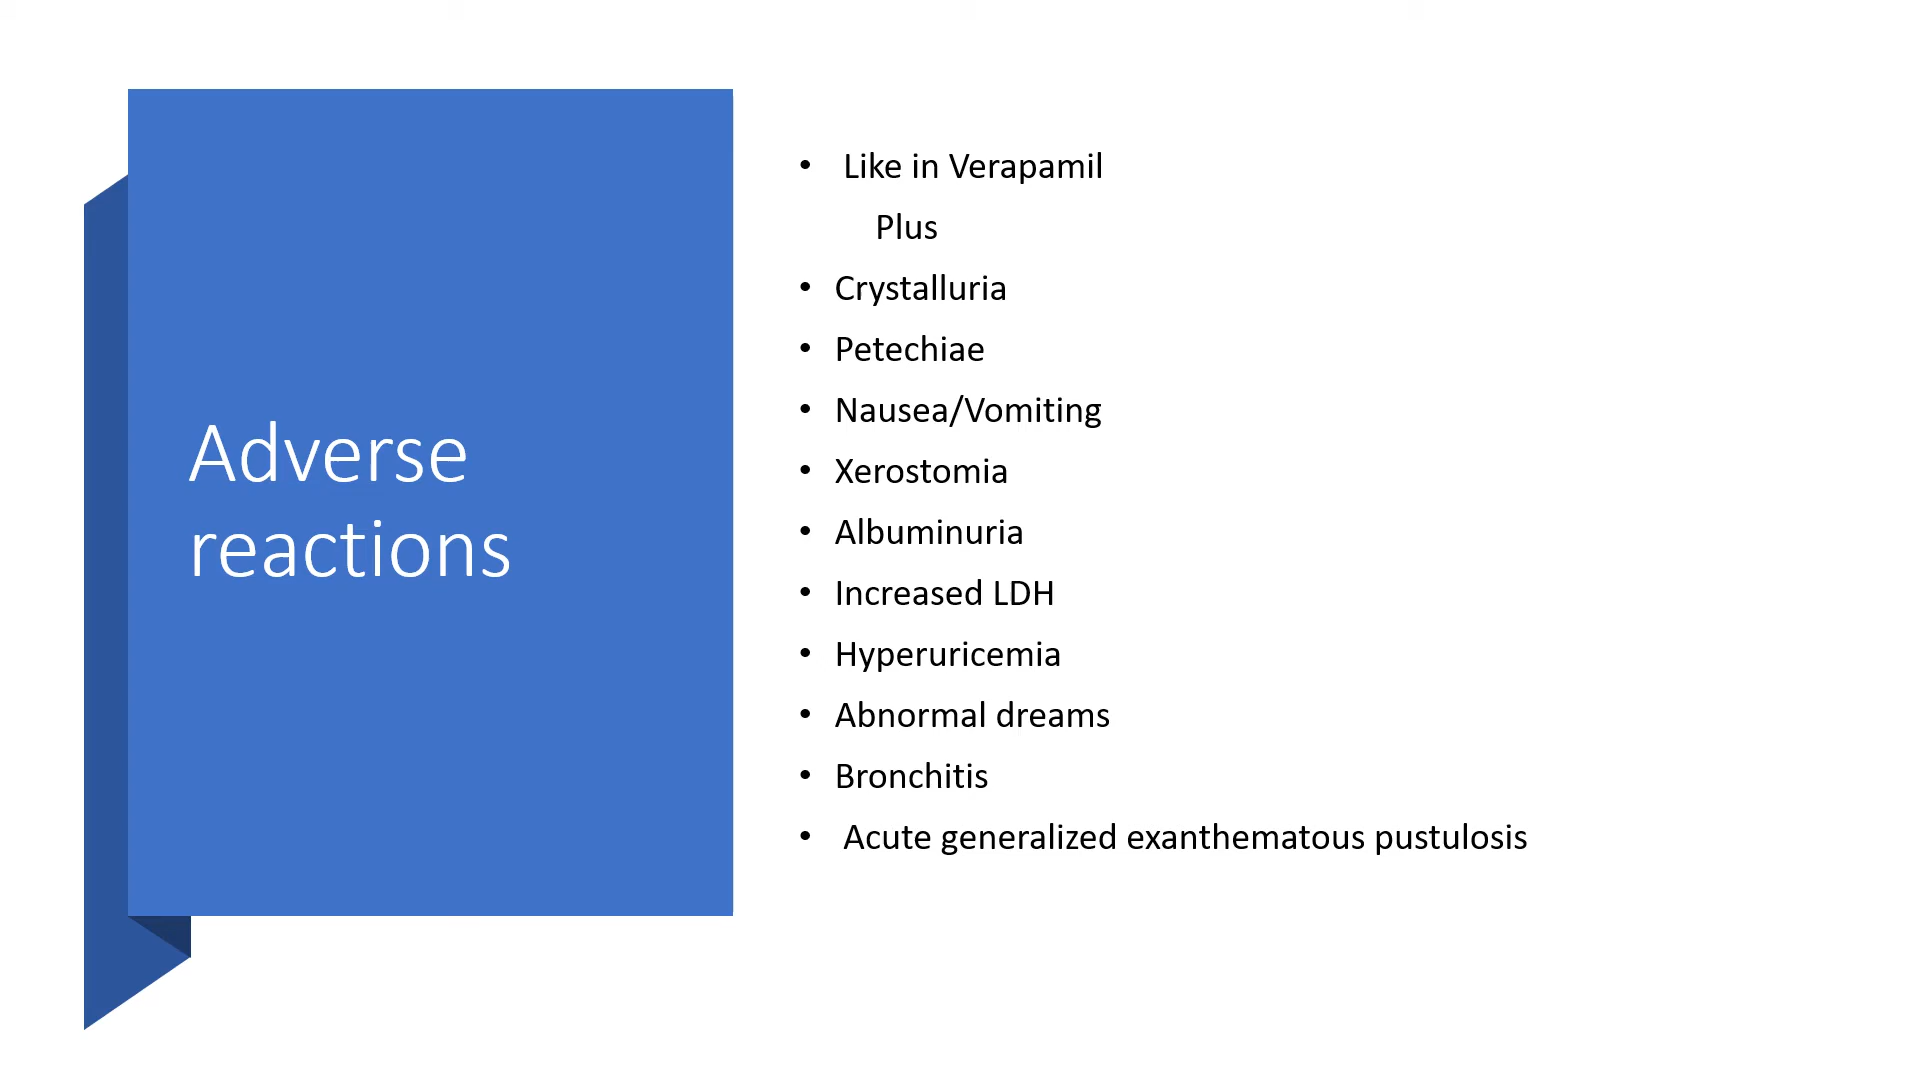 Adverse
reactions
• Like in Verapamil
Plus
• Crystalluria
• Petechiae
• Nausea/Vomiting
• Xerostomia
• Albuminuria
• Increased LDH
• Hyperuricemia
• Abnormal dreams
• Bronchitis
• Acute generalized exanthematous pustulosis